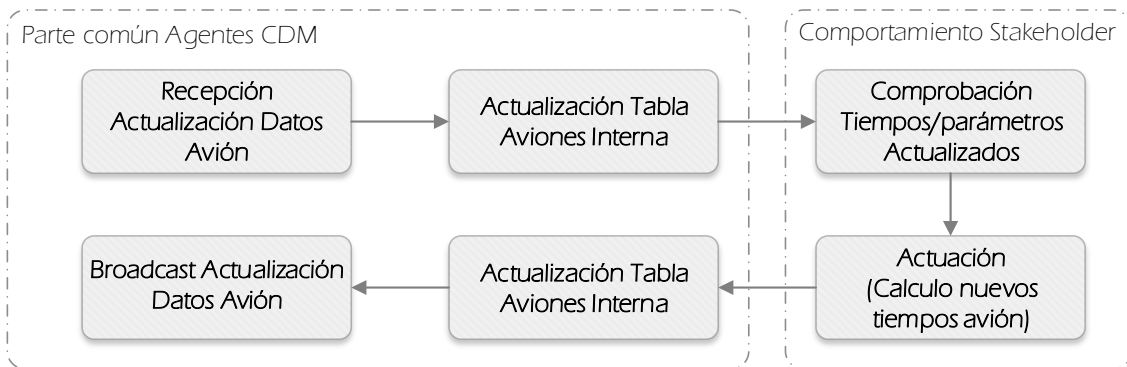 Parte común Agentes CDM
Comportamiento Stakeholder
Recepción
Actualización Datos
Avión
Actualización Tabla
Aviones Interna
Comprobación
Tiempos/parámetros
Actualizados
Broadcast Actualización
Datos Avión
Actualización Tabla
Aviones Interna
Actuación
(Calculo nuevos
tiempos avión)